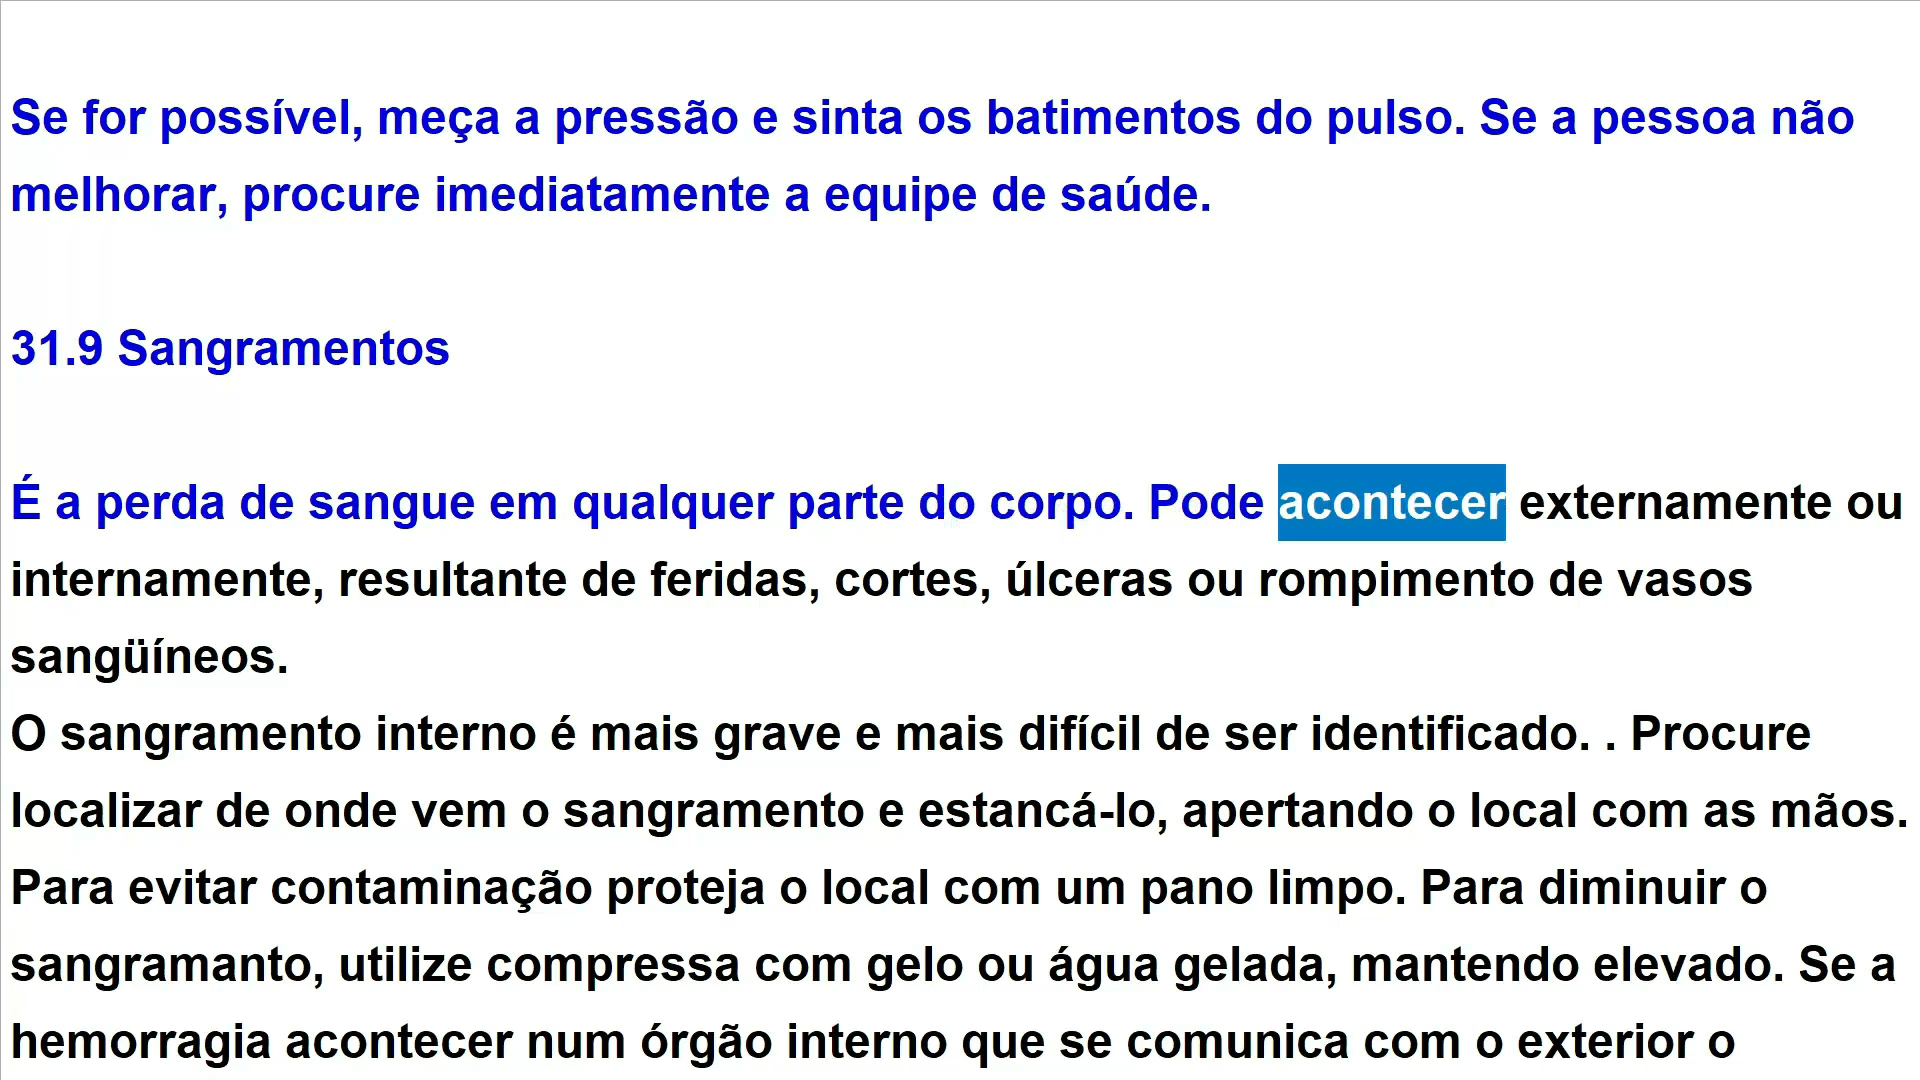 Se for possível, meça a pressão e sinta os batimentos do pulso. Se a pessoa não
melhorar, procure imediatamente a equipe de saúde.
31.9 Sangramentos
É a perda de sangue em qualquer parte do corpo. Pode acontecer externamente ou
internamente, resultante de feridas, cortes, úlceras ou rompimento de vasos
sangüíneos.
O sangramento interno é mais grave e mais difícil de ser identificado. . Procure
localizar de onde vem o sangramento e estancá-lo, apertando o local com as mãos.
Para evitar contaminação proteja o local com um pano limpo. Para diminuir o
sangramanto, utilize compressa com gelo ou água gelada, mantendo elevado. Se a
hemorragia acontecer num órgão interno que se comunica com o exterior o